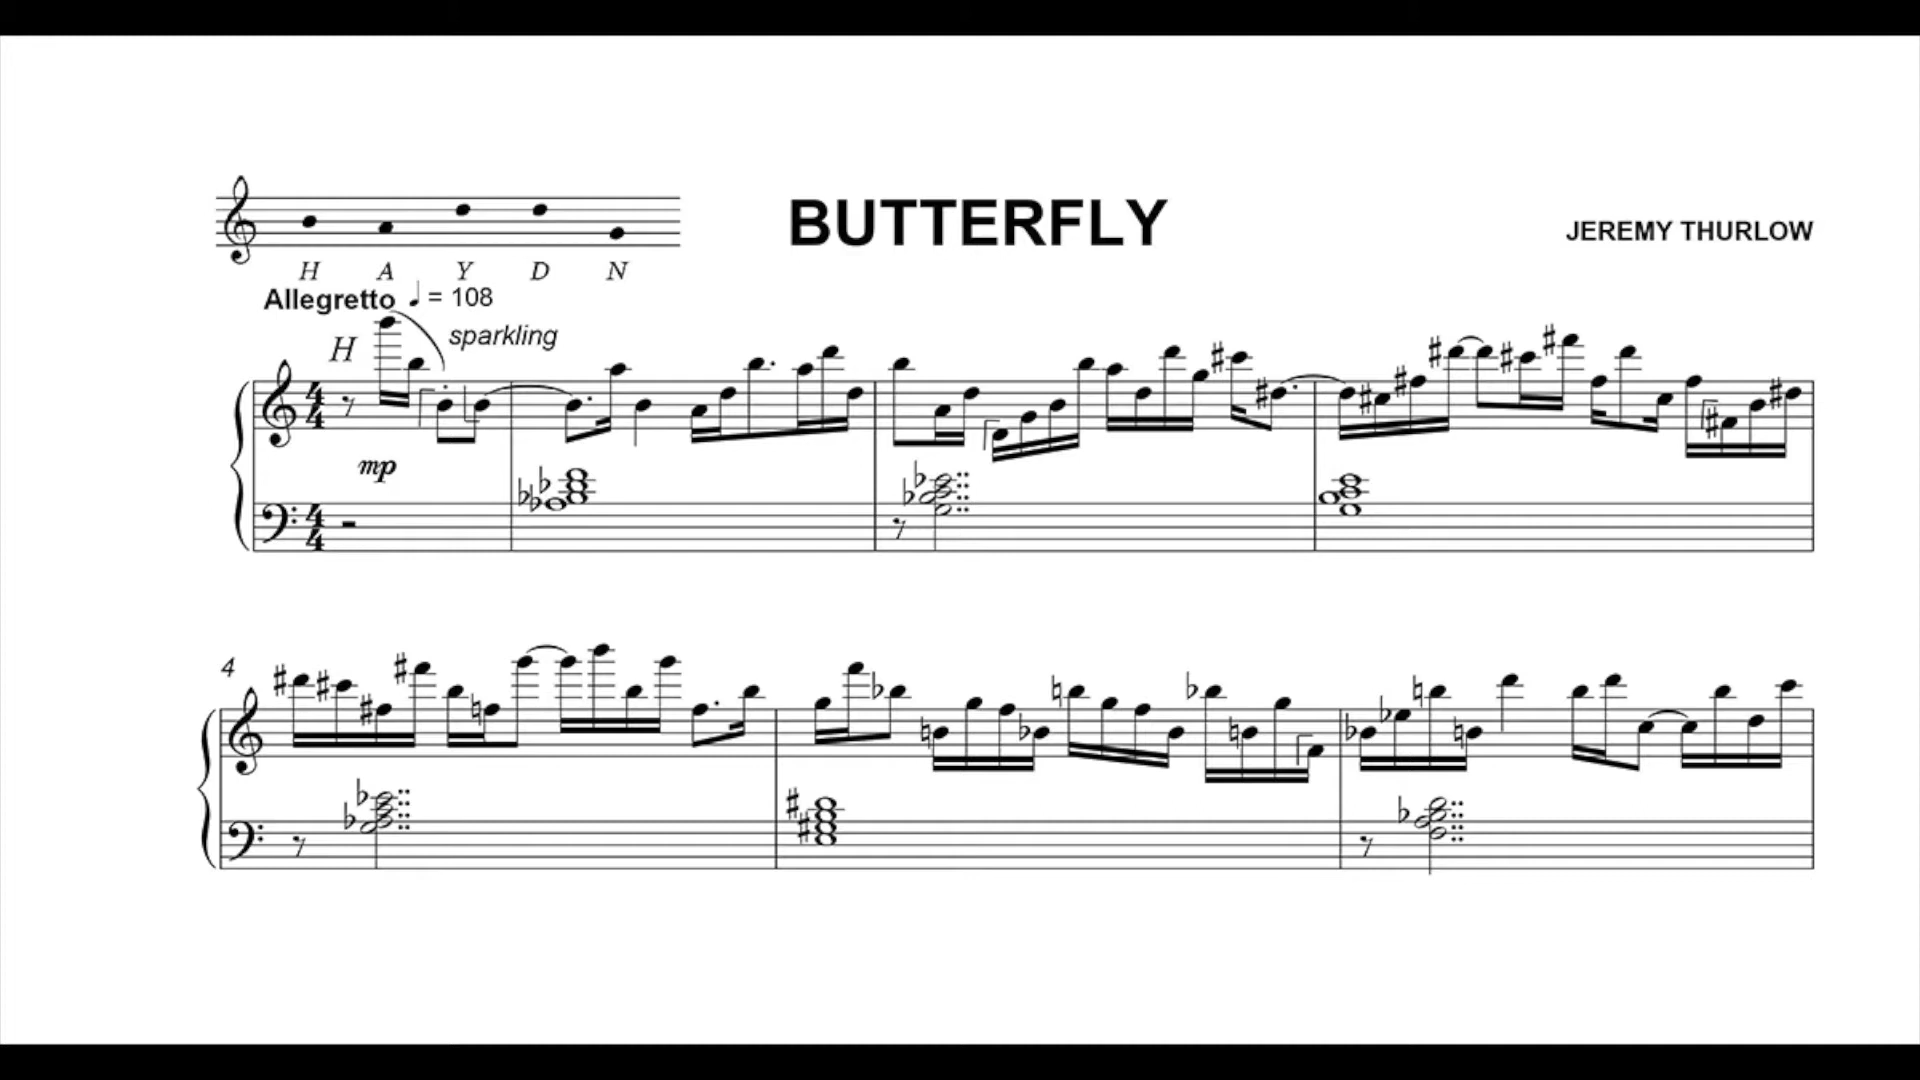 BUTTERFLY
JEREMY THURLOW
H A Y D N
Allegretto ♩ = 108
H
sparkling
mp
4